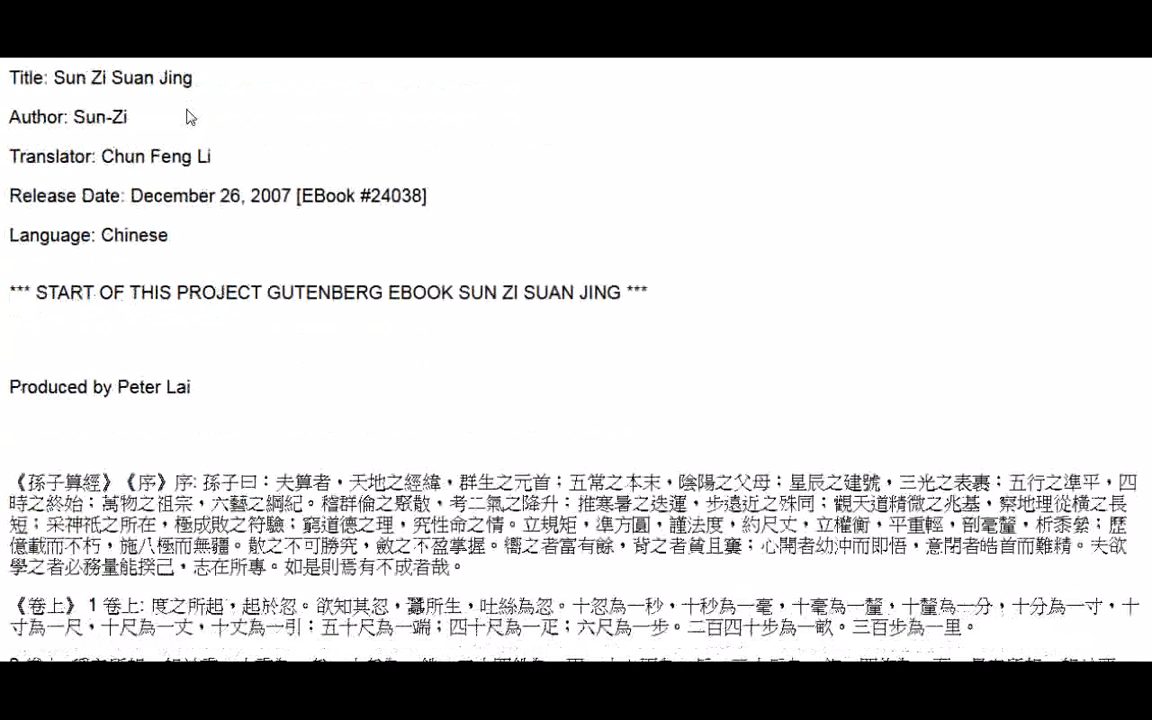 Title: Sun Zi Suan Jing
Author: Sun-Zi
Translator: Chun Feng Li
Release Date: December 26, 2007 [EBook #24038]
Language: Chinese
*** START OF THIS PROJECT GUTENBERG EBOOK SUN ZI SUAN JING ***
Produced by Peter Lai
《孫子算經》《序》序: 孫子曰：夫算者，天地之經緯，群生之元首；五常之本末，陰陽之父母；星辰之建號，三光之表裏；五行之準平，四
時之終始；萬物之祖宗，六藝之綱紀。稽群倫之聚散，考二氣之降升；推寒暑之迭運，步遠近之殊同；觀天道精微之兆基，察地理從橫之長
短；采神祇之所在，極成敗之符驗；窮道德之理，究性命之情。立規矩，準方圓，謹法度，約尺丈，立權衡，平重輕，剖毫釐，析黍絫；歷
億載而不朽，施八極而無疆。散之不可勝究，斂之不盈掌握。嚮之者富有餘，背之者貧且窶；心開者幼沖而即悟，意閉者皓首而難精。夫欲
學之者必務量能揆己，志在所專。如是則焉有不成者哉。
《卷上》 1 卷上: 度之所起，起於忽。欲知其忽，蠶所生，吐絲為忽。十忽為一秒，十秒為一毫，十毫為一釐，十釐為一分，十分為一寸，十
寸為一尺，十尺為一丈，十丈為一引；五十尺為一端；四十尺為一疋；六尺為一步。二百四十步為一畝。三百步為一里。